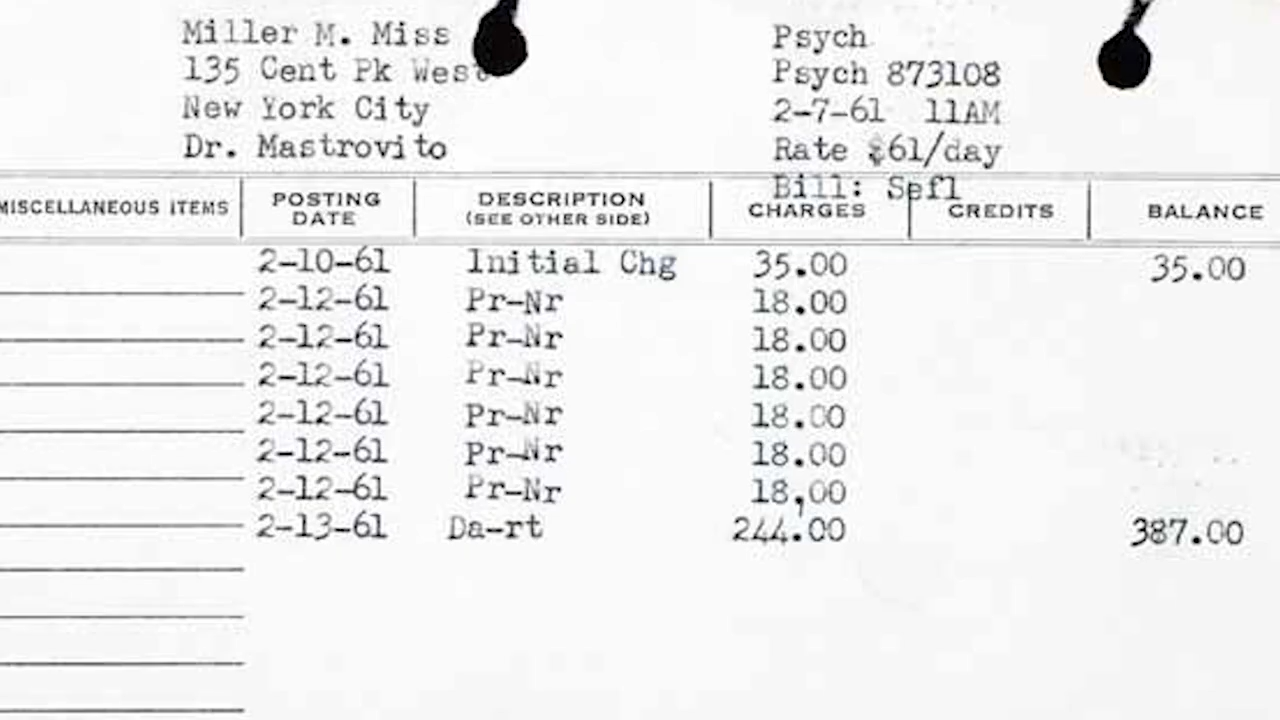 Miller M. Miss
135 Cent Pk West
New York City
Dr. Mastrovito
Psych
Psych 873108
2-7-61 11AM
Rate $61/day
Bill: Sefl
MISCELLANEOUS ITEMS POSTING DATE DESCRIPTION (SEE OTHER SIDE) CHARGES CREDITS BALANCE
2-10-61 Initial Chg 35.00 35.00
2-12-61 Pr-Nr 18.00
2-12-61 Pr-Nr 18.00
2-12-61 Pr-Nr 18.00
2-12-61 Pr-Nr 18.00
2-12-61 Pr-Nr 18.00
2-12-61 Pr-Nr 18,00
2-13-61 Da-rt 244.00 387.00